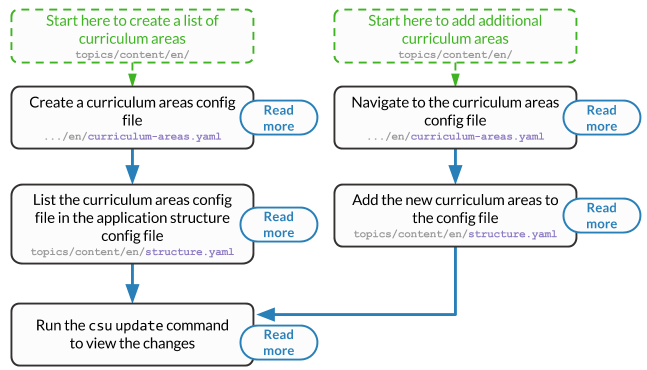 Start here to create a list of
curriculum areas
topics/content/en/
Create a curriculum areas config
file
.../en/curriculum-areas.yaml
Read
more
List the curriculum areas config
file in the application structure
config file
topics/content/en/structure.yaml
Read
more
Run the csu update command
to view the changes
Read
more
Start here to add additional
curriculum areas
topics/content/en/
Navigate to the curriculum areas
config file
.../en/curriculum-areas.yaml
Read
more
Add the new curriculum areas to
the config file
topics/content/en/structure.yaml
Read
more